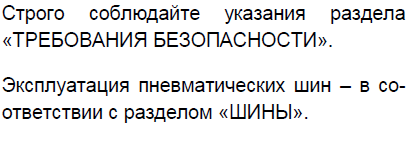 Строго соблюдайте указания раздела
«ТРЕБОВАНИЯ БЕЗОПАСНОСТИ».
Эксплуатация пневматических шин – в со-
ответствии с разделом «ШИНЫ».